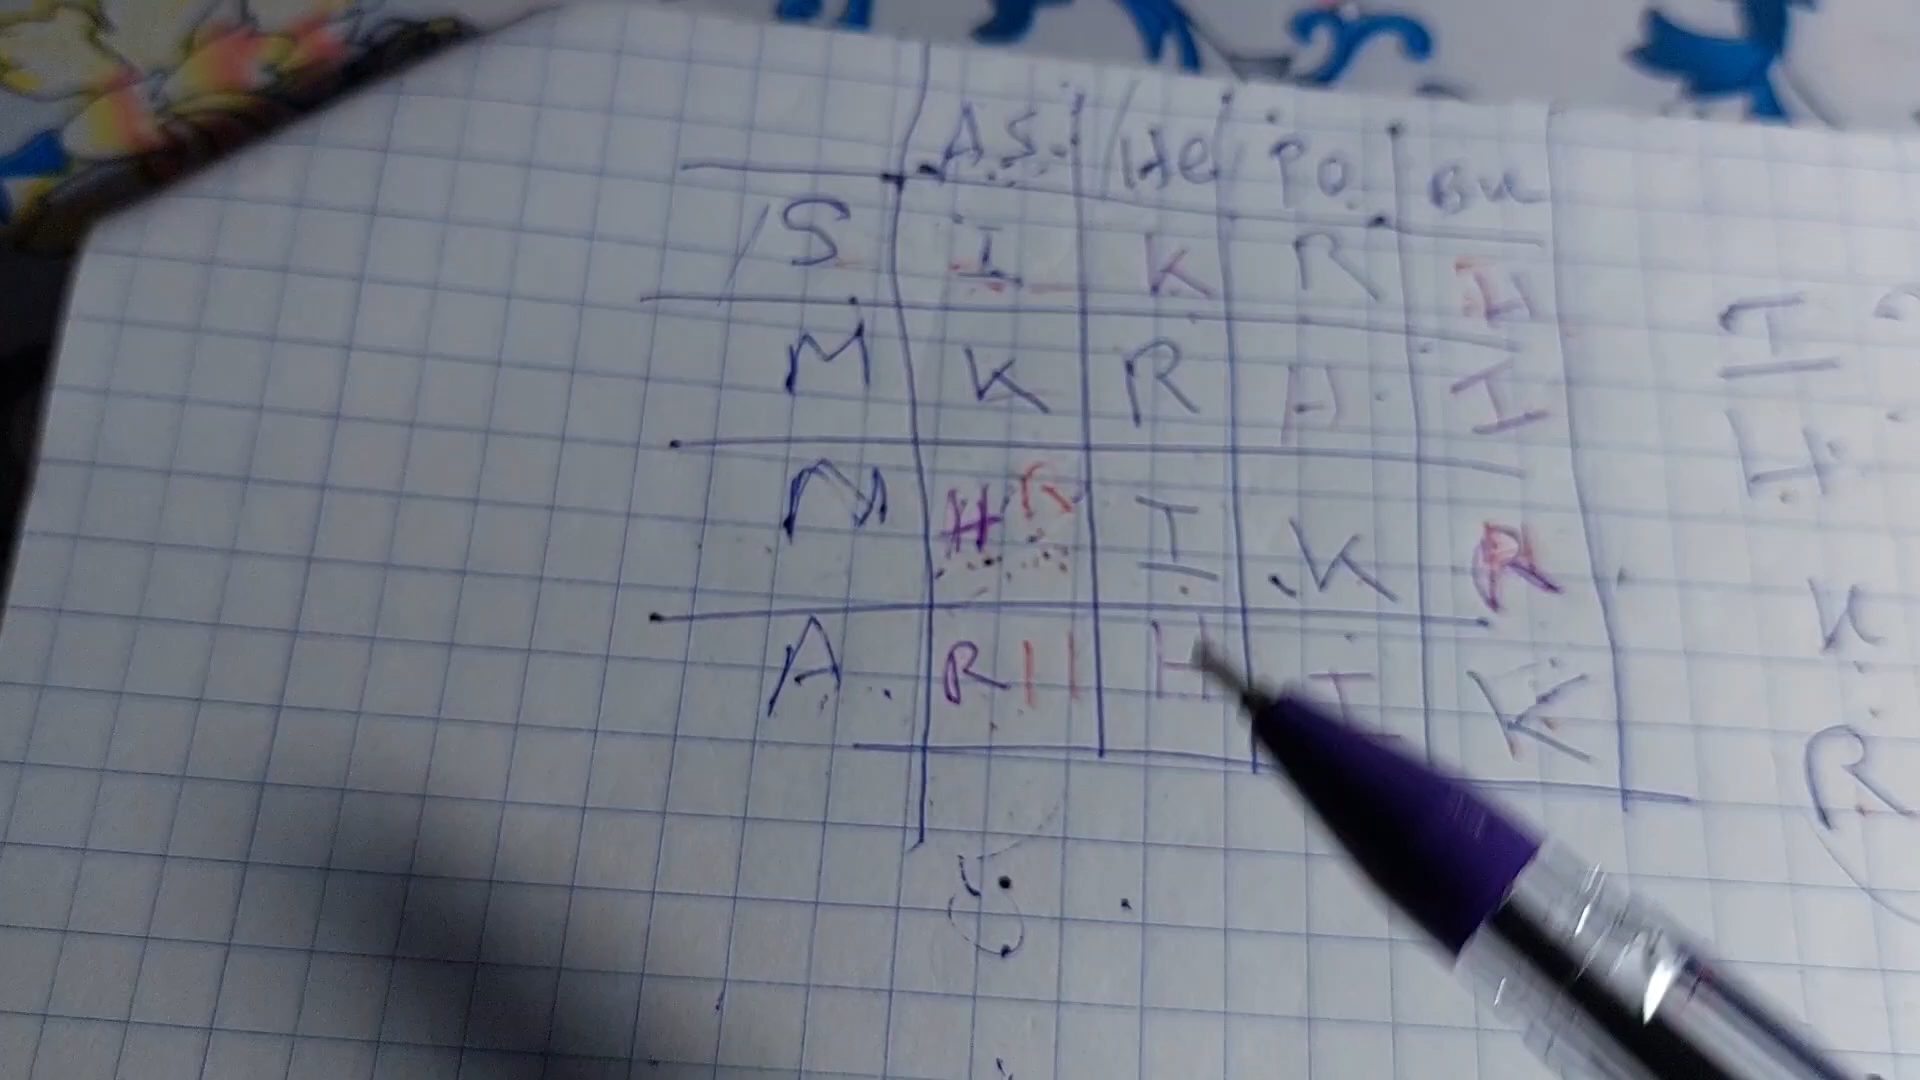 As He Po Bu
S I K R H
M K R H I
M H R I K R
A R H I K
I
H
K
R